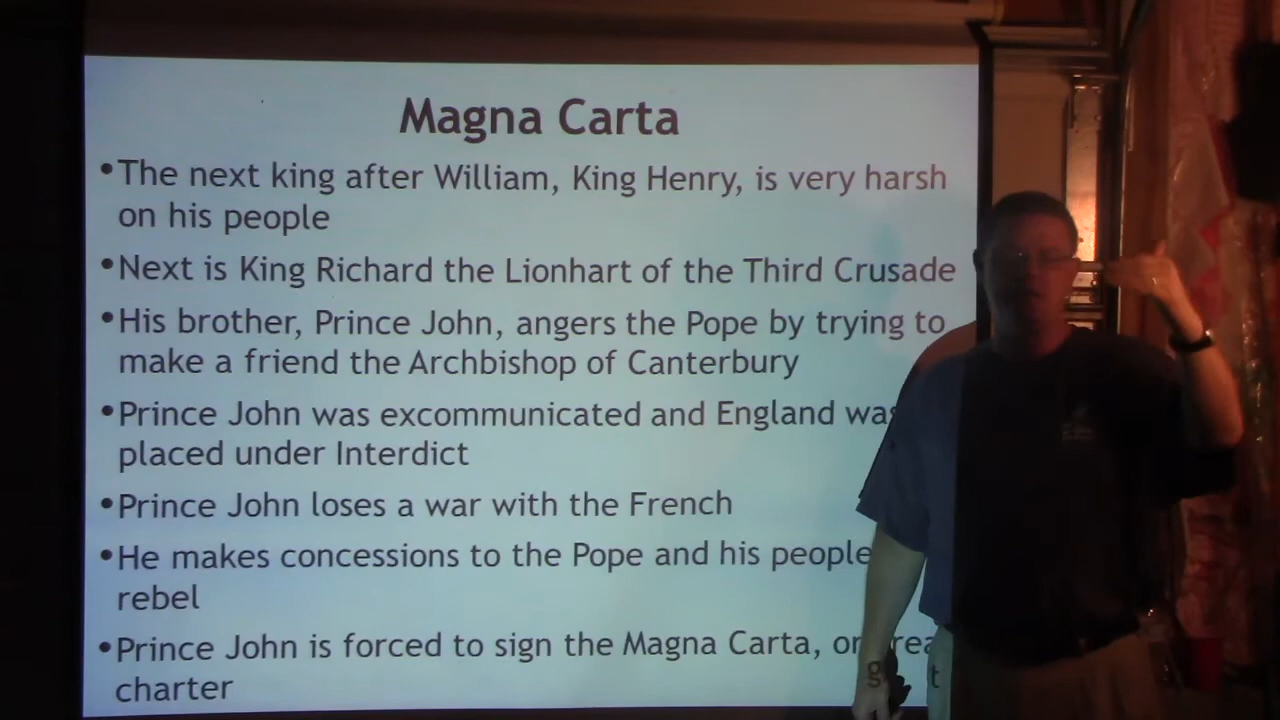 Magna Carta
•The next king after William, King Henry, is very harsh
on his people
•Next is King Richard the Lionhart of the Third Crusade
•His brother, Prince John, angers the Pope by trying to
make a friend the Archbishop of Canterbury
•Prince John was excommunicated and England was
placed under Interdict
•Prince John loses a war with the French
•He makes concessions to the Pope and his people
rebel
•Prince John is forced to sign the Magna Carta, or great
charter